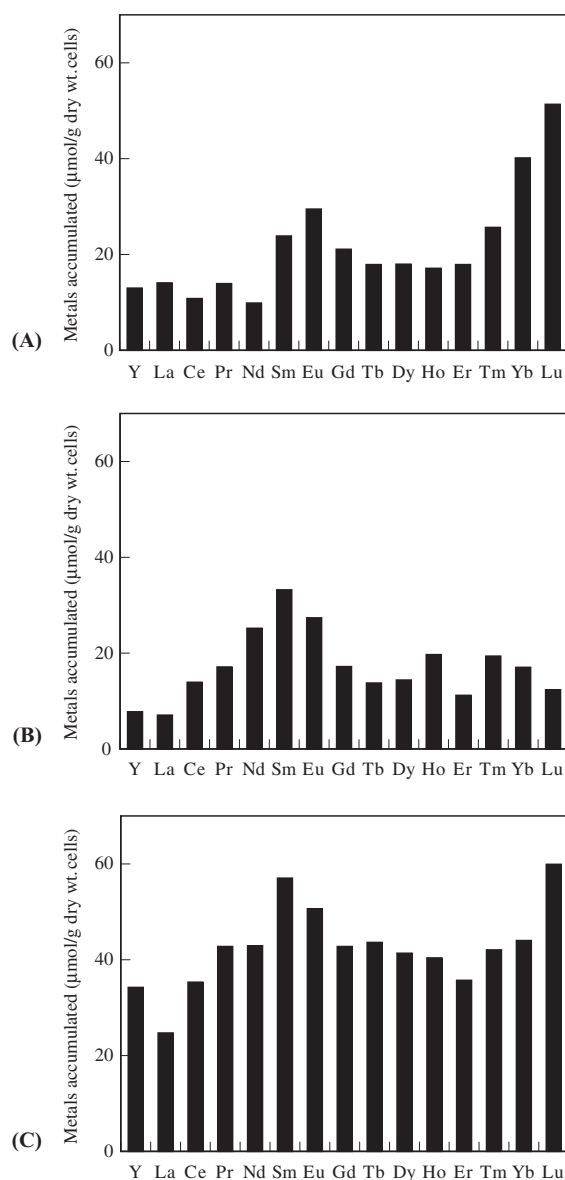 Metals accumulated (μmol/g dry wt. cells)
60
40
20
0
(A)
Y La Ce Pr Nd Sm Eu Gd Tb Dy Ho Er Tm Yb Lu
Metals accumulated (μmol/g dry wt. cells)
60
40
20
0
(B)
Y La Ce Pr Nd Sm Eu Gd Tb Dy Ho Er Tm Yb Lu
Metals accumulated (μmol/g dry wt. cells)
60
40
20
0
(C)
Y La Ce Pr Nd Sm Eu Gd Tb Dy Ho Er Tm Yb Lu